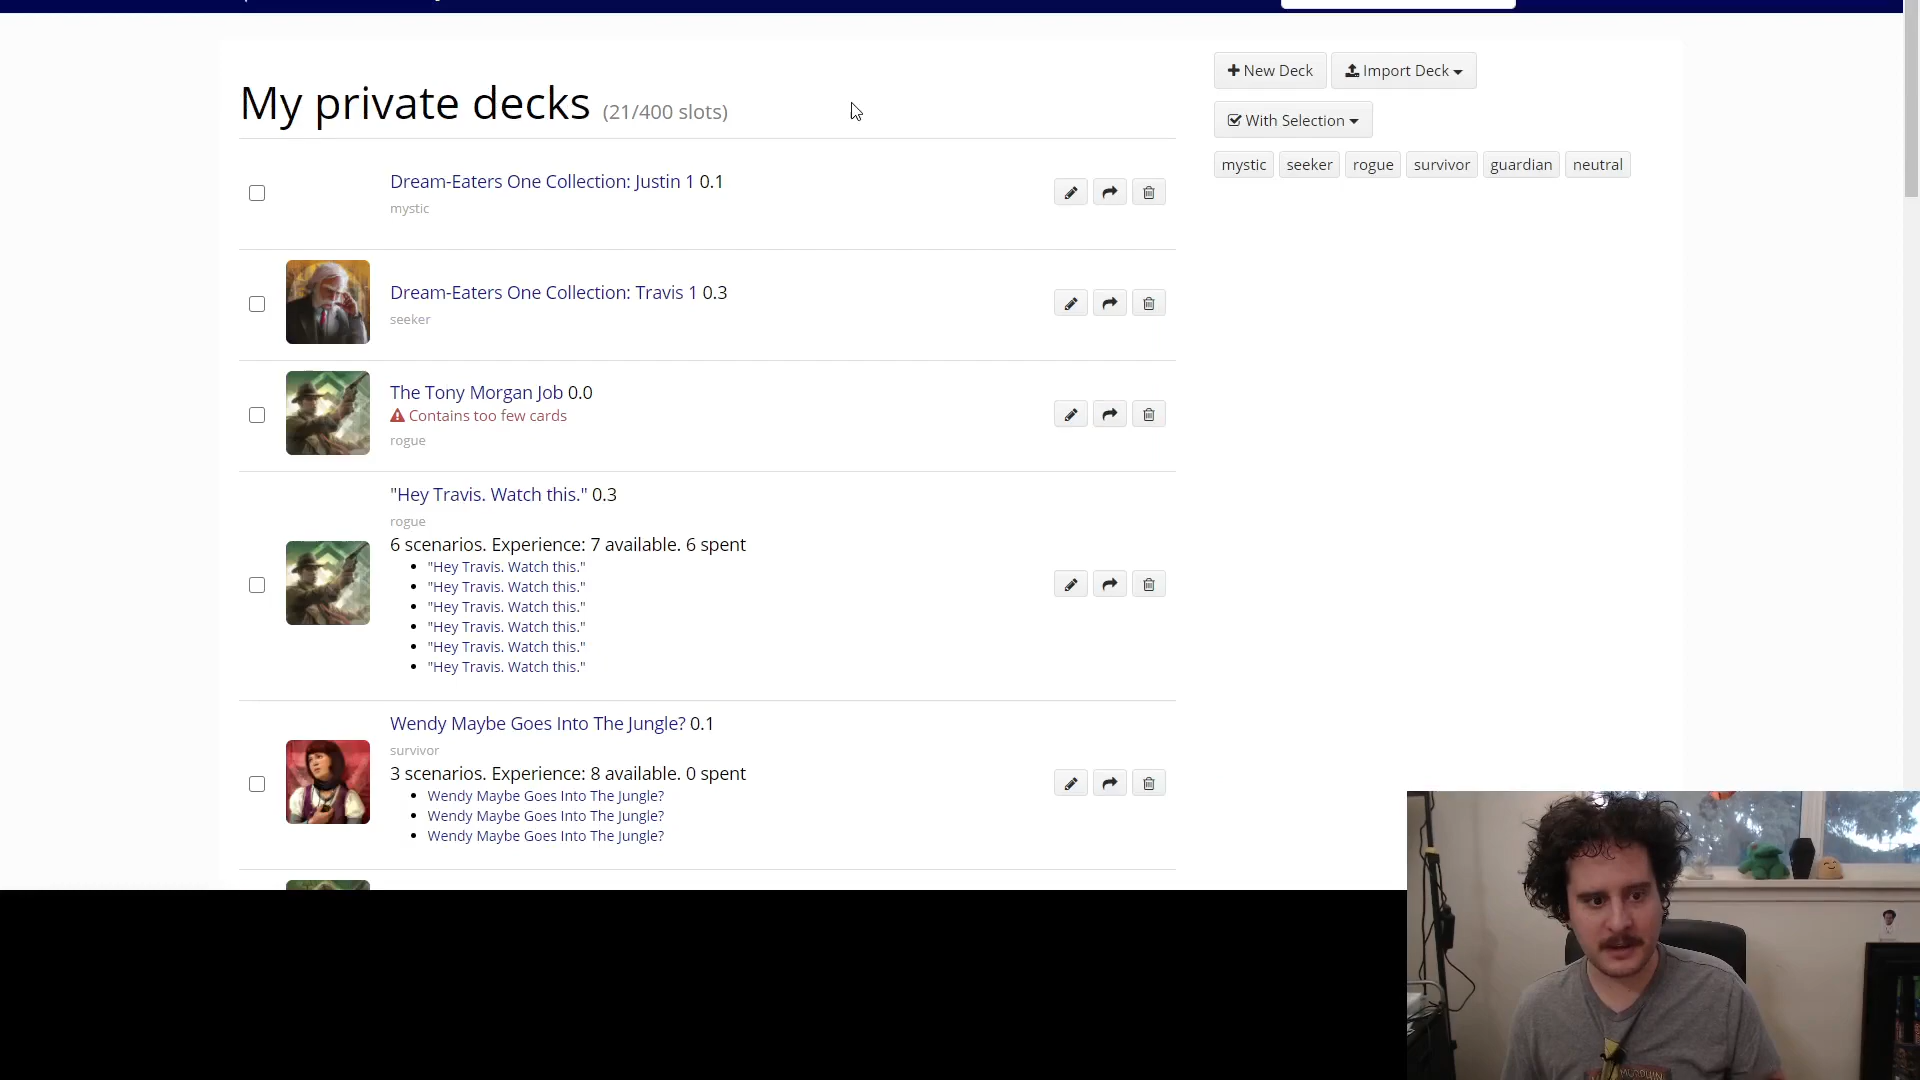 My private decks (21/400 slots)
New Deck
Import Deck
With Selection
mystic seeker rogue survivor guardian neutral
Dream-Eaters One Collection: Justin 1 0.1
mystic
Dream-Eaters One Collection: Travis 1 0.3
seeker
The Tony Morgan Job 0.0
Contains too few cards
rogue
"Hey Travis. Watch this." 0.3
rogue
6 scenarios. Experience: 7 available. 6 spent
"Hey Travis. Watch this."
"Hey Travis. Watch this."
"Hey Travis. Watch this."
"Hey Travis. Watch this."
"Hey Travis. Watch this."
"Hey Travis. Watch this."
Wendy Maybe Goes Into The Jungle? 0.1
survivor
3 scenarios. Experience: 8 available. 0 spent
Wendy Maybe Goes Into The Jungle?
Wendy Maybe Goes Into The Jungle?
Wendy Maybe Goes Into The Jungle?